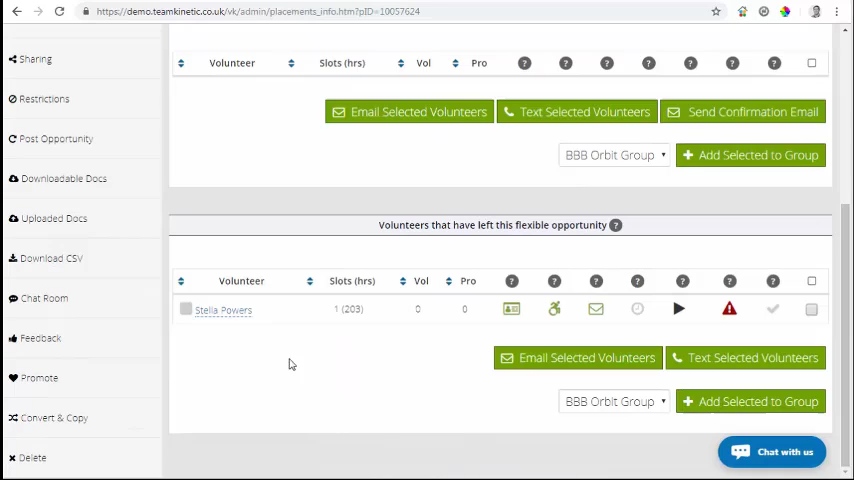 https://demo.teamkinetic.co.uk/vk/admin/placements_info.htm?pID=10057624
Sharing
Restrictions
Post Opportunity
Downloadable Docs
Uploaded Docs
Download CSV
Chat Room
Feedback
Promote
Convert & Copy
Delete
Volunteer Slots (hrs) Vol Pro ? ? ? ? ? ? ?
Email Selected Volunteers Text Selected Volunteers Send Confirmation Email
BBB Orbit Group Add Selected to Group
Volunteers that have left this flexible opportunity ?
Volunteer Slots (hrs) Vol Pro ? ? ? ? ? ? ?
Stella Powers 1 (203) 0 0
Email Selected Volunteers Text Selected Volunteers
BBB Orbit Group Add Selected to Group
Chat with us